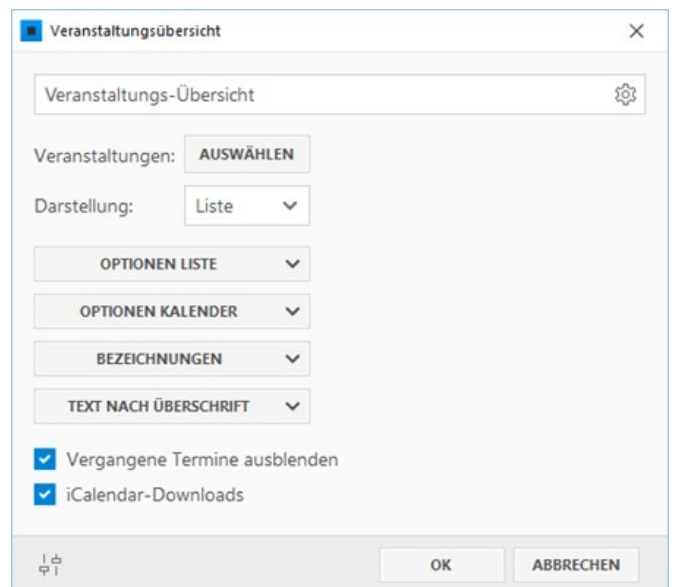 Veranstaltungsübersicht
Veranstaltungs-Übersicht
Veranstaltungen: AUSWÄHLEN
Darstellung: Liste
OPTIONEN LISTE
OPTIONEN KALENDER
BEZEICHNUNGEN
TEXT NACH ÜBERSCHRIFT
Vergangene Termine ausblenden
iCalendar-Downloads
OK ABBRECHEN